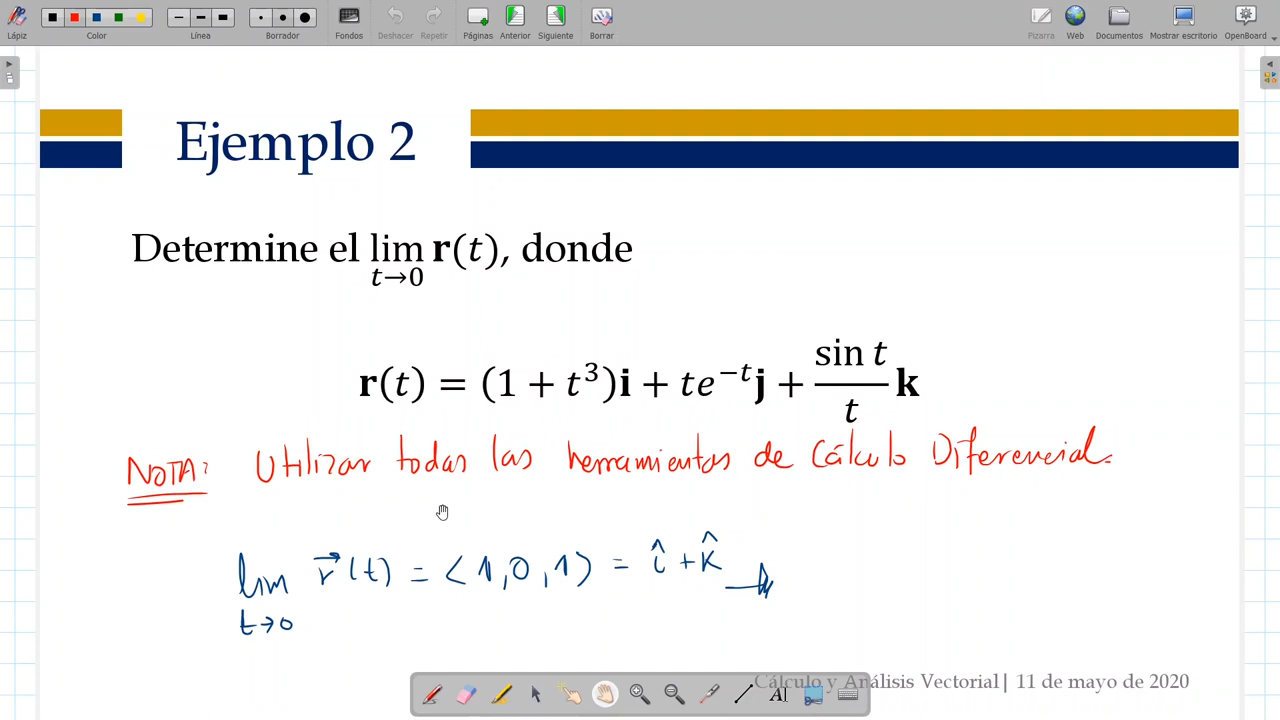 Lápiz Color Línea Borrador Fondos Deshacer Repetir Páginas Anterior Siguiente Borrar Pizarra Web Documentos Mostrar escritorio OpenBoard
Ejemplo 2
Determine el lim r(t), donde
t→0
r(t) = (1 + t³)i + te⁻ᵗj + sin t / t k
NOTA: Utilizar todas las herramientas de Cálculo Diferencial.
lim r⃗(t) = ⟨1,0,1⟩ = î + k̂
t→0
Cálculo y Análisis Vectorial| 11 de mayo de 2020